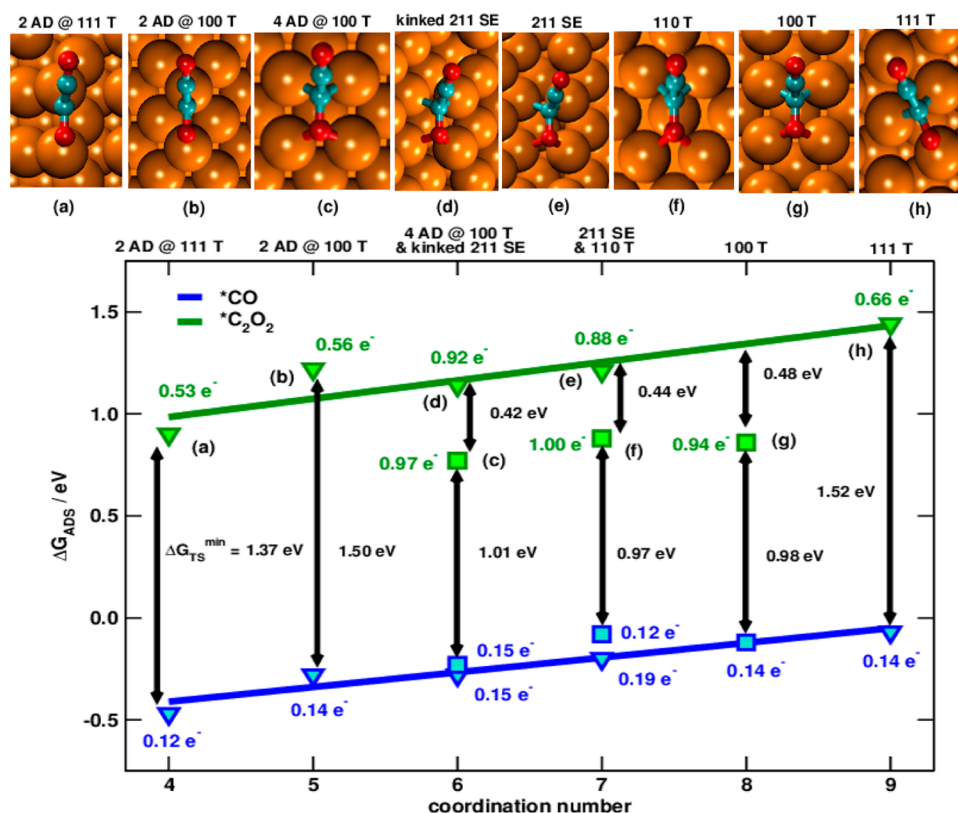 2 AD @ 111 T
2 AD @ 100 T
4 AD @ 100 T
kinked 211 SE
211 SE
110 T
100 T
111 T
(a)
(b)
(c)
(d)
(e)
(f)
(g)
(h)
2 AD @ 111 T
2 AD @ 100 T
4 AD @ 100 T
& kinked 211 SE
211 SE
& 110 T
100 T
111 T
*CO
*C₂O₂
0.53 e⁻
0.56 e⁻
0.92 e⁻
0.88 e⁻
0.66 e⁻
(a)
(b)
(d)
(e)
(h)
0.42 eV
0.44 eV
0.48 eV
0.97 e⁻
(c)
1.00 e⁻
(f)
0.94 e⁻
(g)
ΔG_TS^min = 1.37 eV
1.50 eV
1.01 eV
0.97 eV
0.98 eV
1.52 eV
0.15 e⁻
0.12 e⁻
0.12 e⁻
0.14 e⁻
0.15 e⁻
0.19 e⁻
0.14 e⁻
0.14 e⁻
ΔG_ADS / eV
1.5
1.0
0.5
0.0
-0.5
4
5
6
7
8
9
coordination number